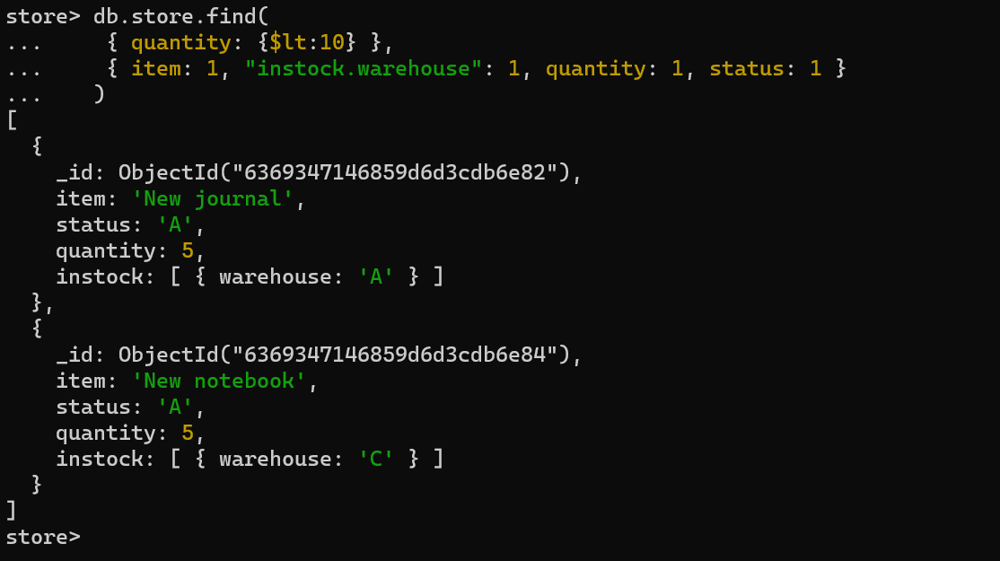 store> db.store.find(
...     { quantity: {$lt:10} },
...     { item: 1, "instock.warehouse": 1, quantity: 1, status: 1 }
...    )
[
  {
    _id: ObjectId("6369347146859d6d3cdb6e82"),
    item: 'New journal',
    status: 'A',
    quantity: 5,
    instock: [ { warehouse: 'A' } ]
  },
  {
    _id: ObjectId("6369347146859d6d3cdb6e84"),
    item: 'New notebook',
    status: 'A',
    quantity: 5,
    instock: [ { warehouse: 'C' } ]
  }
]
store>